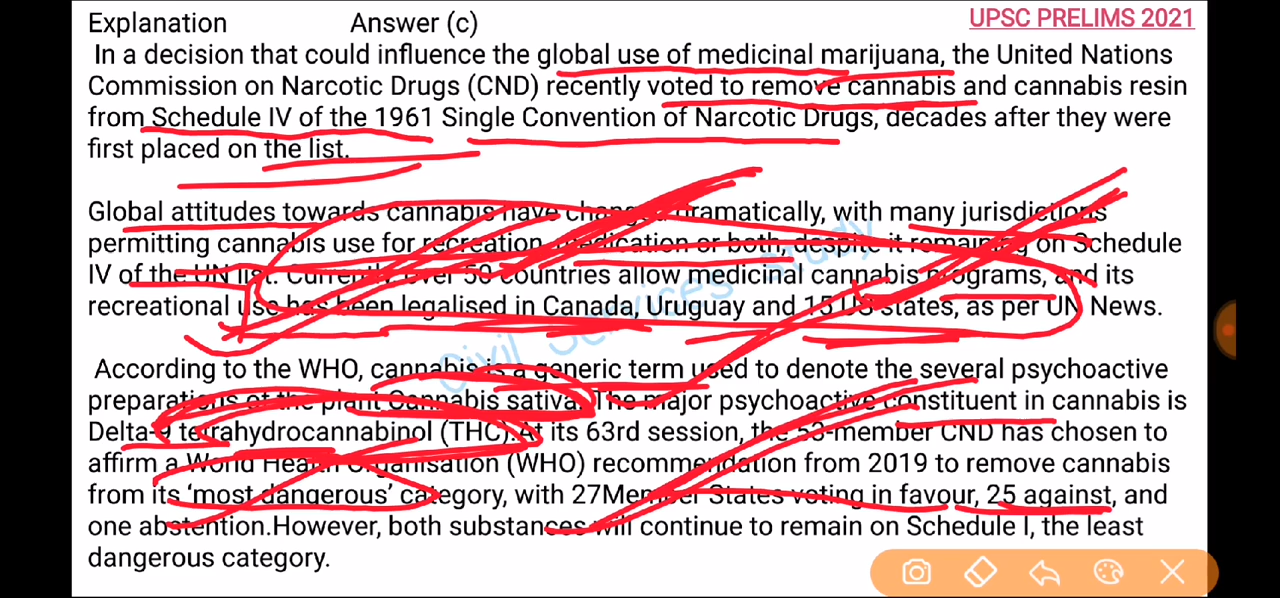 Explanation Answer (c) UPSC PRELIMS 2021
In a decision that could influence the global use of medicinal marijuana, the United Nations
Commission on Narcotic Drugs (CND) recently voted to remove cannabis and cannabis resin
from Schedule IV of the 1961 Single Convention of Narcotic Drugs, decades after they were
first placed on the list.
Global attitudes towards cannabis have changed dramatically, with many jurisdictions
permitting cannabis use for recreation, medication or both, despite it remaining on Schedule
IV of the UN list. Currently, over 50 countries allow medicinal cannabis programs, and its
recreational use has been legalised in Canada, Uruguay and 15 US states, as per UN News.
Civil Services Study
According to the WHO, cannabis is a generic term used to denote the several psychoactive
preparations of the plant Cannabis sativa. The major psychoactive constituent in cannabis is
Delta-9 tetrahydrocannabinol (THC).At its 63rd session, the 53-member CND has chosen to
affirm a World Health Organisation (WHO) recommendation from 2019 to remove cannabis
from its ‘most dangerous’ category, with 27Member States voting in favour, 25 against, and
one abstention.However, both substances will continue to remain on Schedule I, the least
dangerous category.